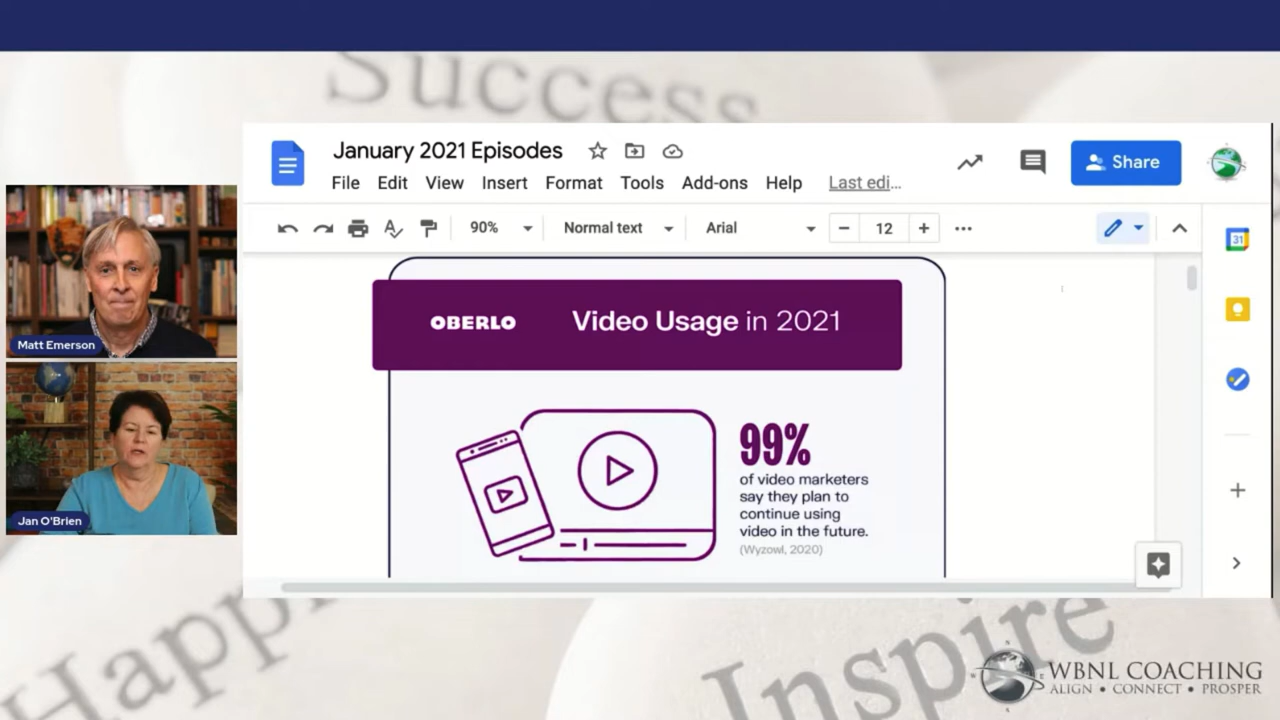 Success
January 2021 Episodes
Share
File Edit View Insert Format Tools Add-ons Help Last edi...
90% Normal text Arial 12
31
OBERLO Video Usage in 2021
99%
of video marketers
say they plan to
continue using
video in the future.
(Wyzowl, 2020)
Matt Emerson
Jan O'Brien
Happi
Inspire
WBNL COACHING
ALIGN • CONNECT • PROSPER